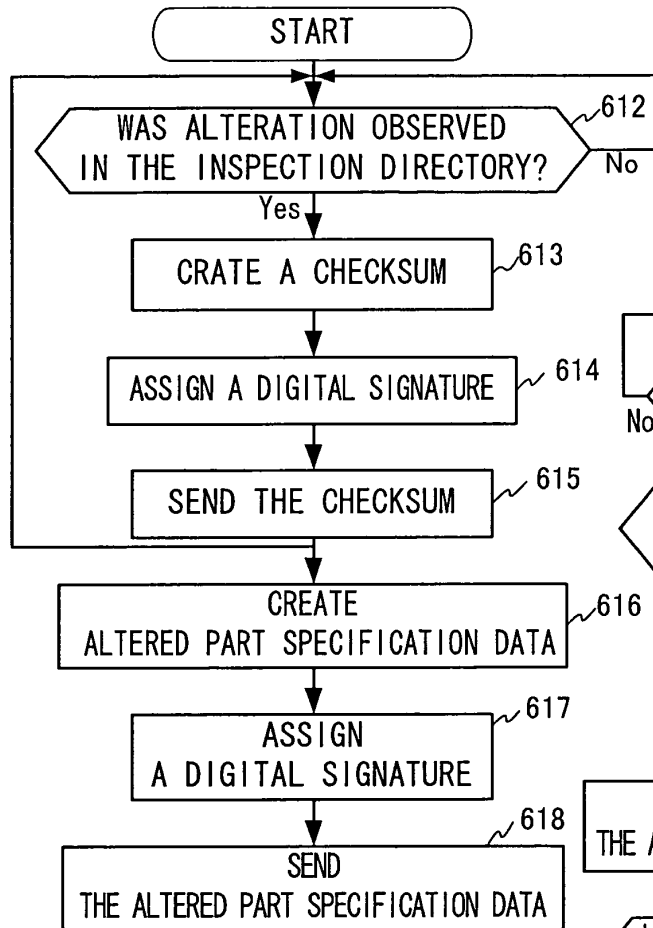 START
WAS ALTERATION OBSERVED
IN THE INSPECTION DIRECTORY?
612
No
Yes
CRATE A CHECKSUM
613
ASSIGN A DIGITAL SIGNATURE
614
No
SEND THE CHECKSUM
615
CREATE
ALTERED PART SPECIFICATION DATA
616
ASSIGN
A DIGITAL SIGNATURE
617
SEND
THE ALTERED PART SPECIFICATION DATA
618
THE